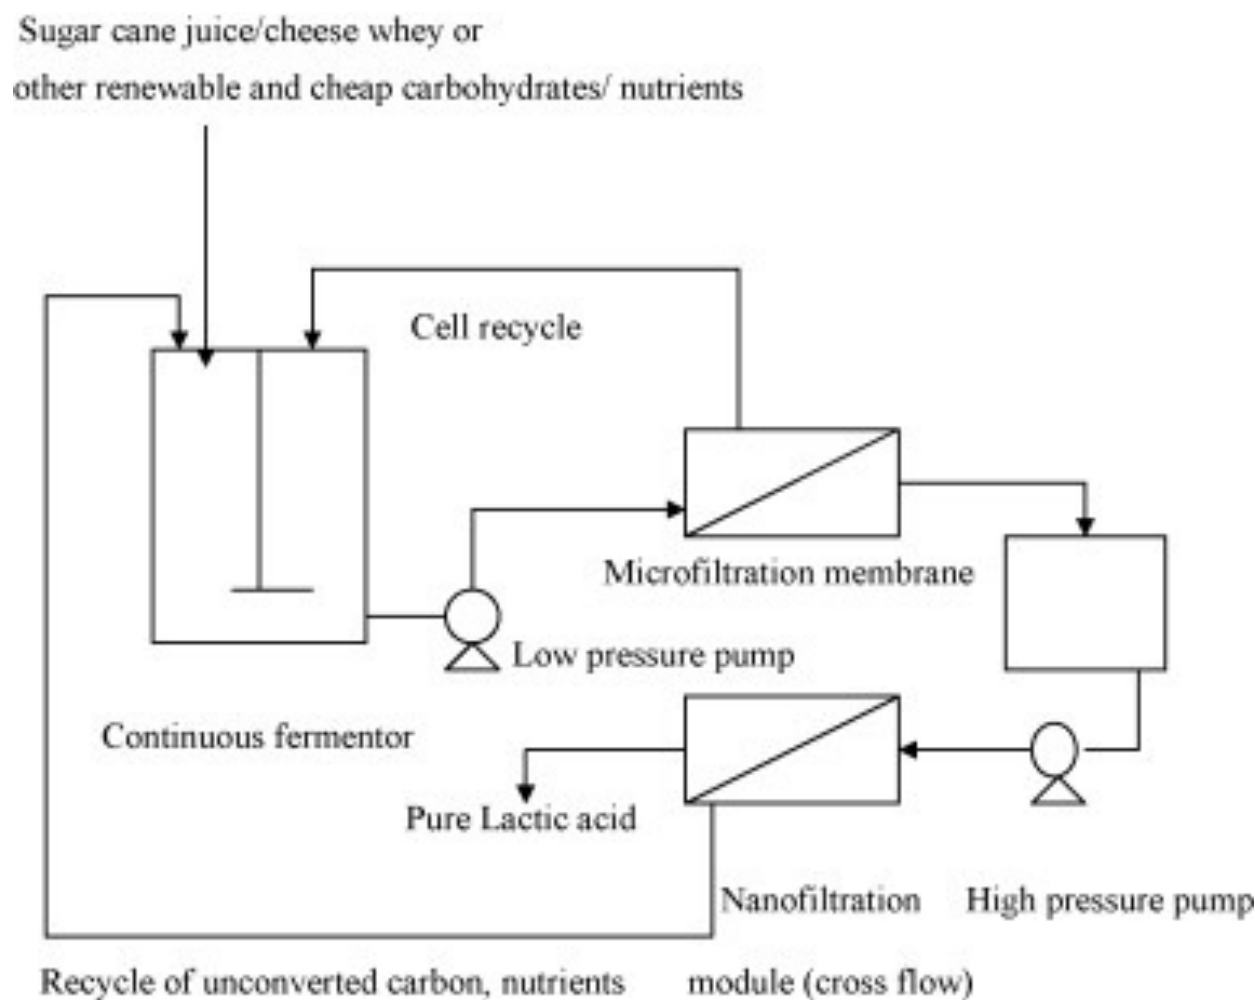 Sugar cane juice/cheese whey or
other renewable and cheap carbohydrates/ nutrients
Cell recycle
Microfiltration membrane
Low pressure pump
Continuous fermentor
Pure Lactic acid
Nanofiltration
High pressure pump
Recycle of unconverted carbon, nutrients
module (cross flow)